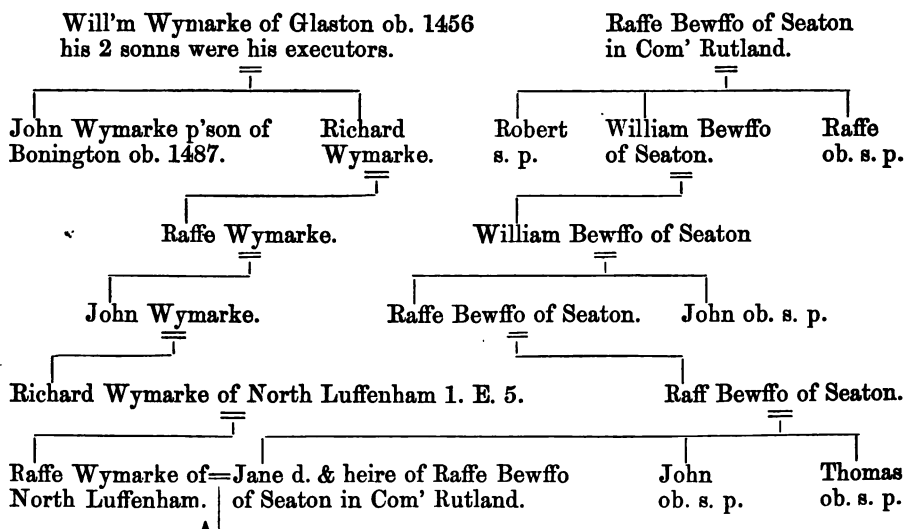 Will'm Wymarke of Glaston ob. 1456
his 2 sonns were his executors.
Raffe Bewffo of Seaton
in Com' Rutland.
John Wymarke p'son of
Bonington ob. 1487.
Richard
Wymarke.
Robert
s. p.
William Bewffo
of Seaton.
Raffe
ob. s. p.
Raffe Wymarke.
William Bewffo of Seaton
John Wymarke.
Raffe Bewffo of Seaton.
John ob. s. p.
Richard Wymarke of North Luffenham 1. E. 5.
Raff Bewffo of Seaton.
Raffe Wymarke of=Jane d. & heire of Raffe Bewffo
North Luffenham. of Seaton in Com' Rutland.
John
ob. s. p.
Thomas
ob. s. p.